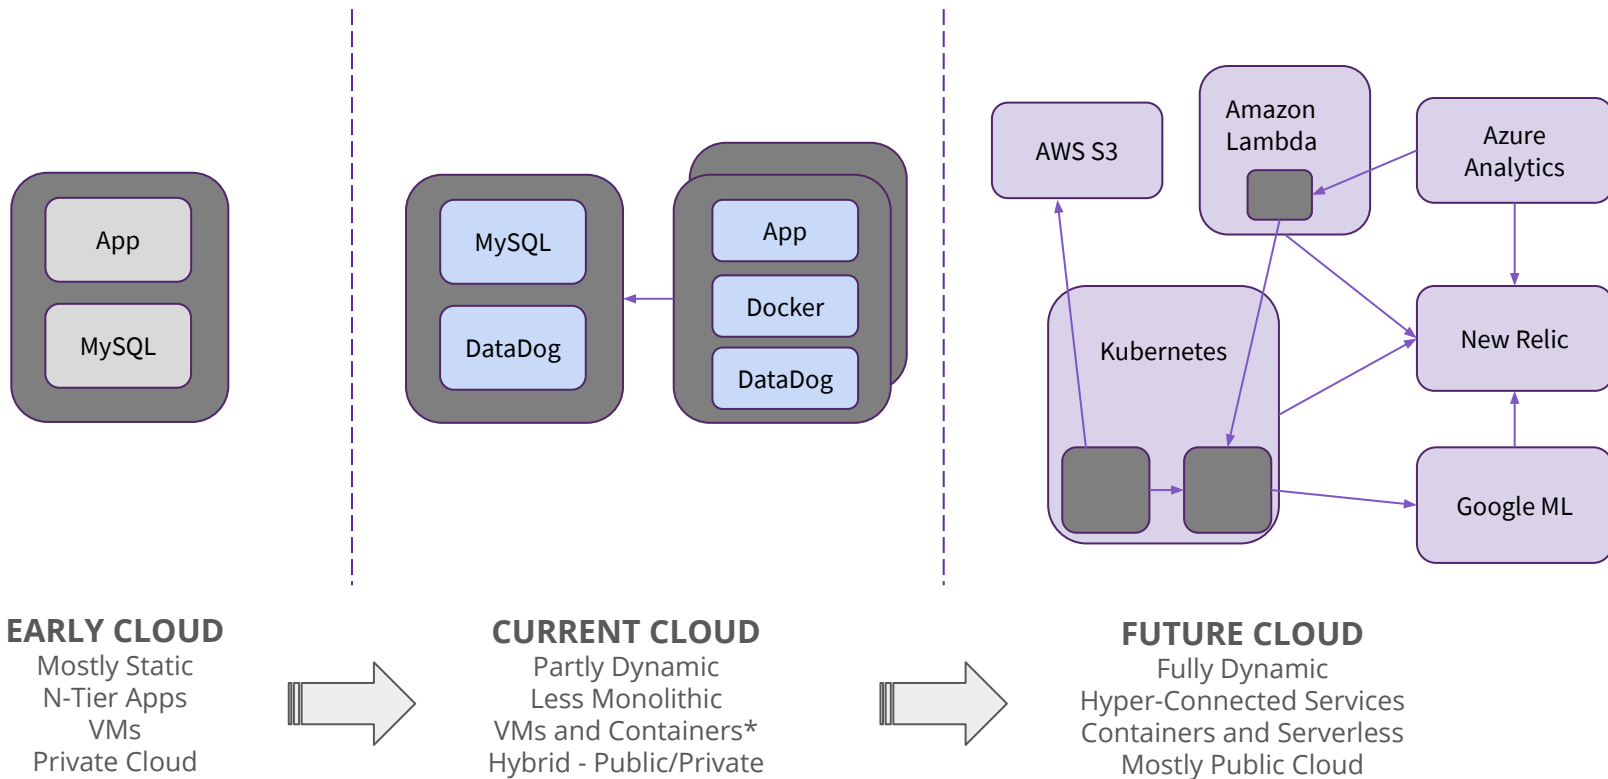 App
MySQL
MySQL
DataDog
App
Docker
DataDog
AWS S3
Amazon
Lambda
Azure
Analytics
Kubernetes
New Relic
Google ML
EARLY CLOUD
Mostly Static
N-Tier Apps
VMs
Private Cloud
CURRENT CLOUD
Partly Dynamic
Less Monolithic
VMs and Containers*
Hybrid - Public/Private
FUTURE CLOUD
Fully Dynamic
Hyper-Connected Services
Containers and Serverless
Mostly Public Cloud